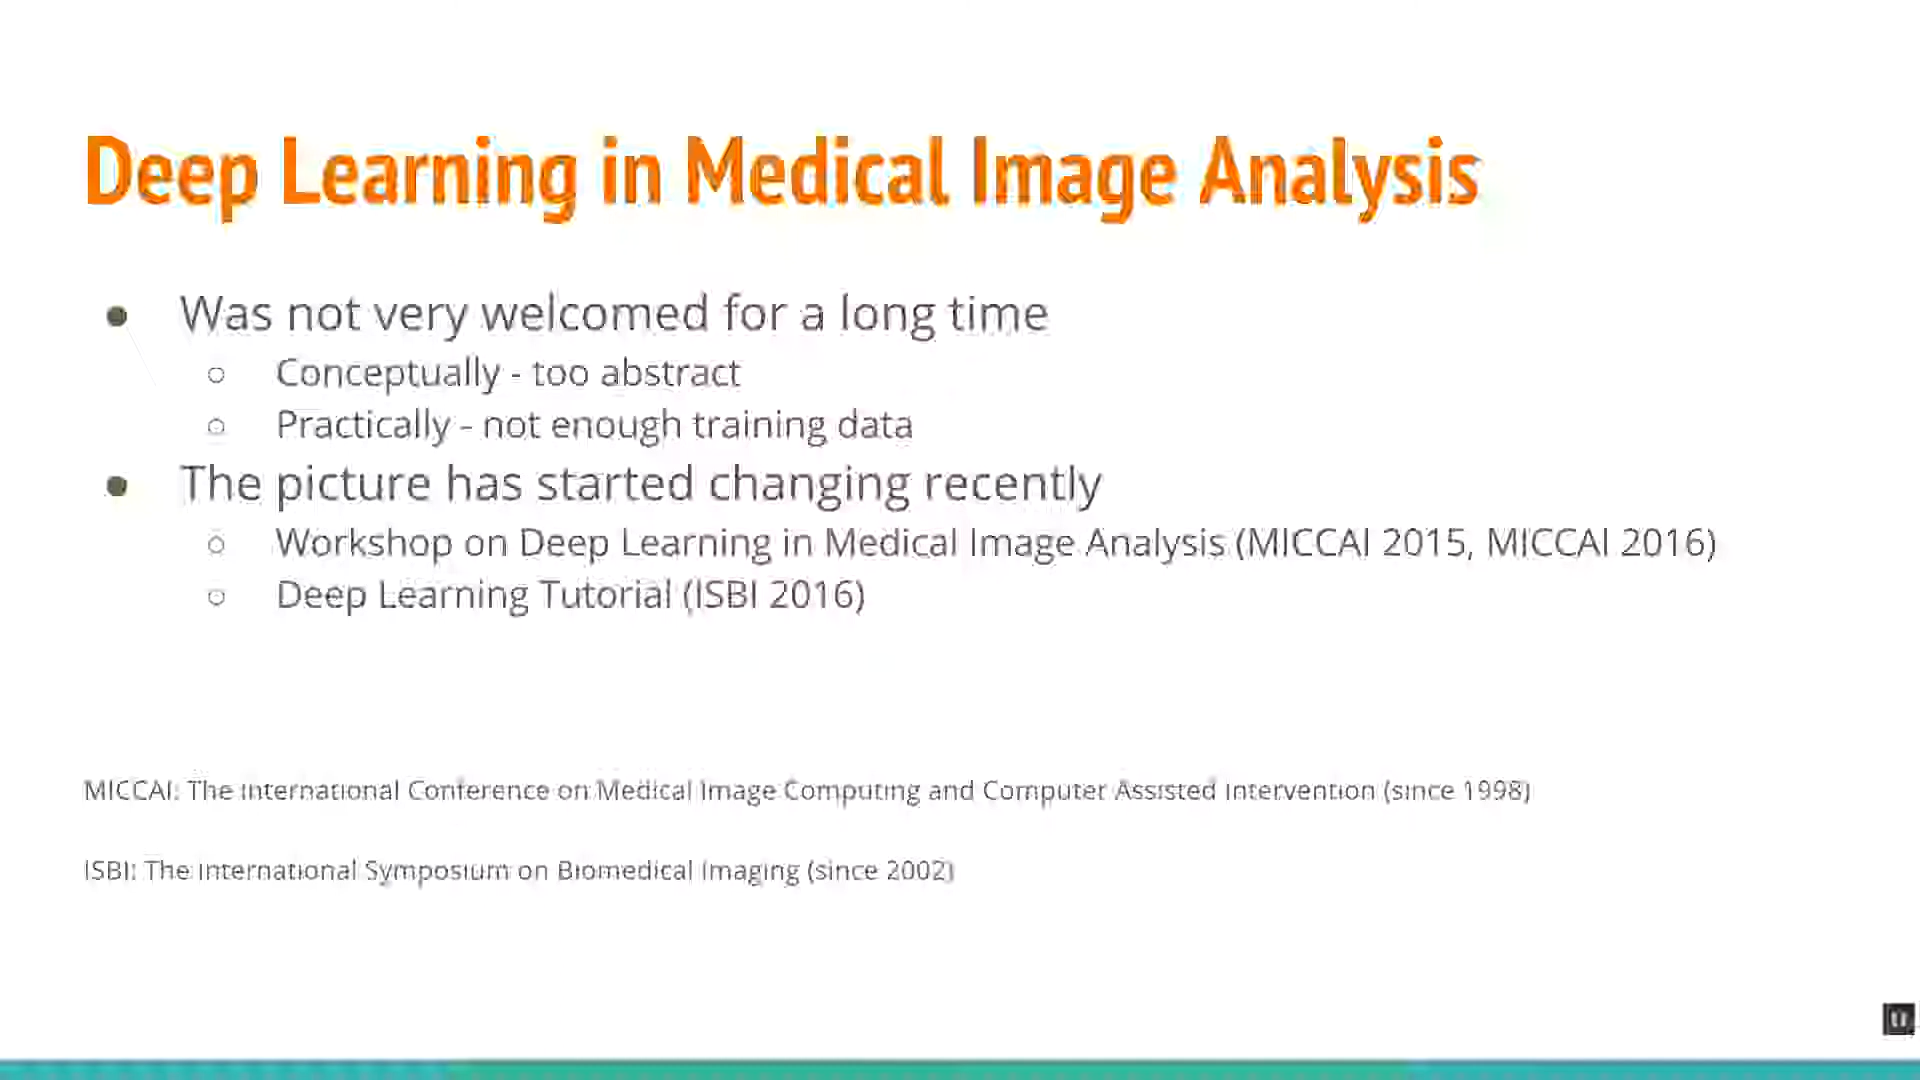 Deep Learning in Medical Image Analysis
Was not very welcomed for a long time
Conceptually - too abstract
Practically - not enough training data
The picture has started changing recently
Workshop on Deep Learning in Medical Image Analysis (MICCAI 2015, MICCAI 2016)
Deep Learning Tutorial (ISBI 2016)
MICCAI: The International Conference on Medical Image Computing and Computer Assisted Intervention (since 1998)
ISBI: The International Symposium on Biomedical Imaging (since 2002)